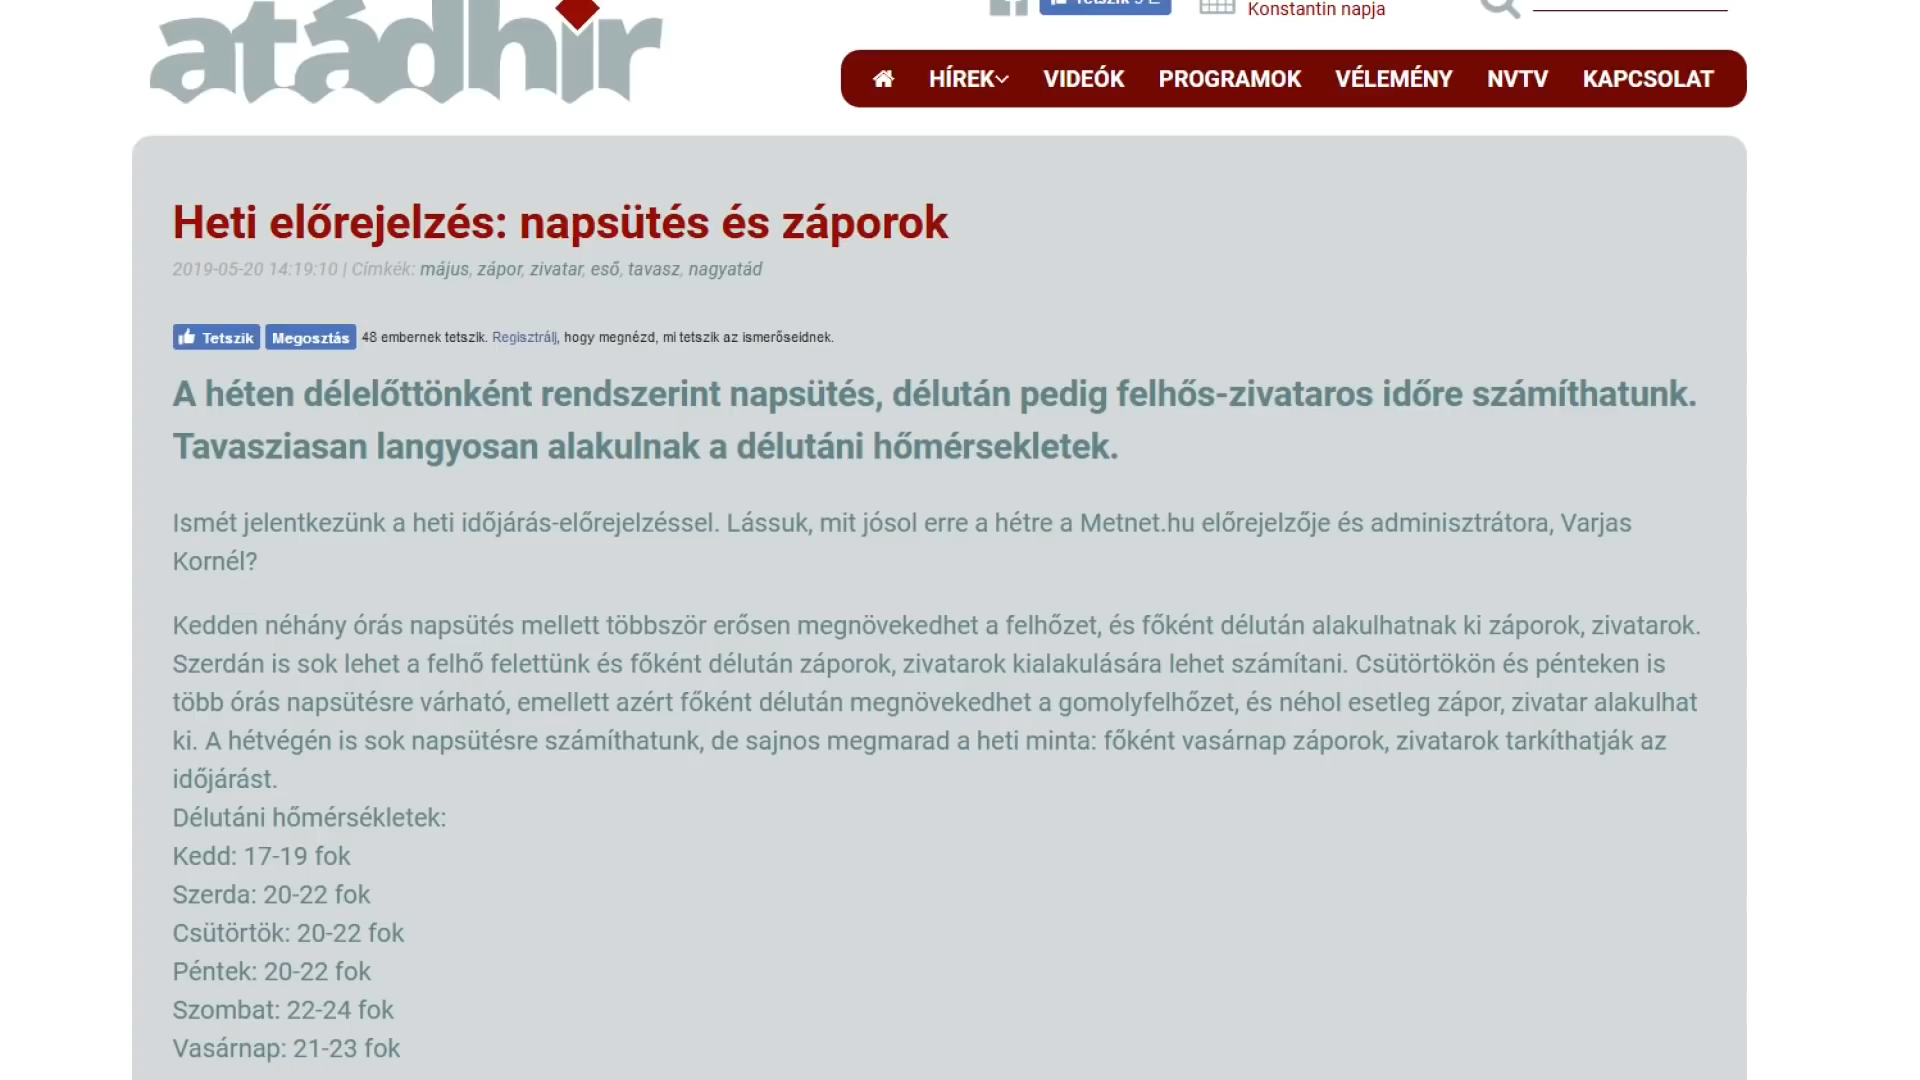 atádhír
Tetszik
Konstantin napja
HÍREK VIDEÓK PROGRAMOK VÉLEMÉNY NVTV KAPCSOLAT
Heti előrejelzés: napsütés és záporok
2019-05-20 14:19:10 | Címkék: május, zápor, zivatar, eső, tavasz, nagyatád
Tetszik Megosztás 48 embernek tetszik. Regisztrálj, hogy megnézd, mi tetszik az ismerőseidnek.
A héten délelőttönként rendszerint napsütés, délután pedig felhős-zivataros időre számíthatunk.
Tavasziasan langyosan alakulnak a délutáni hőmérsekletek.
Ismét jelentkezünk a heti időjárás-előrejelzéssel. Lássuk, mit jósol erre a hétre a Metnet.hu előrejelzője és adminisztrátora, Varjas
Kornél?
Kedden néhány órás napsütés mellett többször erősen megnövekedhet a felhőzet, és főként délután alakulhatnak ki záporok, zivatarok.
Szerdán is sok lehet a felhő felettünk és főként délután záporok, zivatarok kialakulására lehet számítani. Csütörtökön és pénteken is
több órás napsütésre várható, emellett azért főként délután megnövekedhet a gomolyfelhőzet, és néhol esetleg zápor, zivatar alakulhat
ki. A hétvégén is sok napsütésre számíthatunk, de sajnos megmarad a heti minta: főként vasárnap záporok, zivatarok tarkíthatják az
időjárást.
Délutáni hőmérsékletek:
Kedd: 17-19 fok
Szerda: 20-22 fok
Csütörtök: 20-22 fok
Péntek: 20-22 fok
Szombat: 22-24 fok
Vasárnap: 21-23 fok